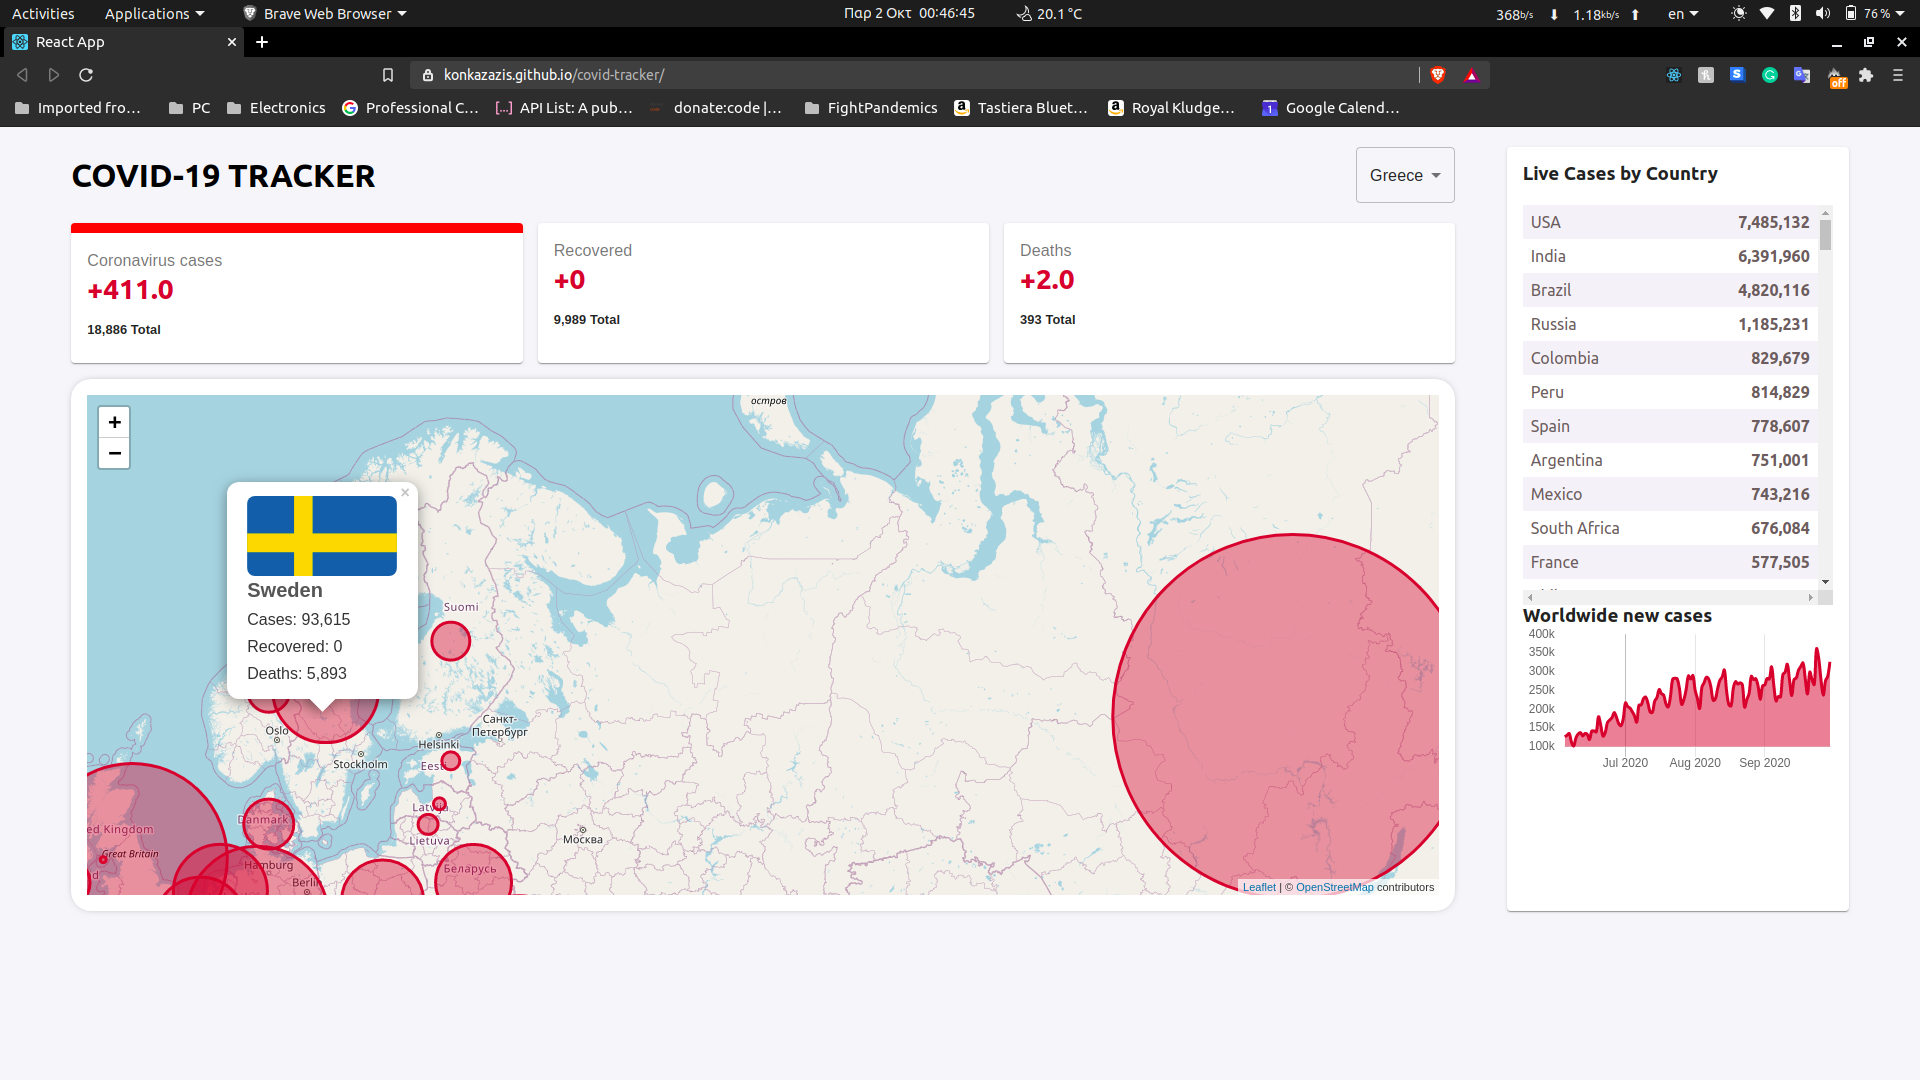 Activities
Applications
Brave Web Browser
Παρ 2 Οκτ 00:46:45
20.1 °C
368b/s
1.18kb/s
en
76 %
React App
konkazazis.github.io/covid-tracker/
off
Imported fro...
PC
Electronics
Professional C...
API List: A pub...
donate:code |...
FightPandemics
Tastiera Bluet...
Royal Kludge...
Google Calend...
COVID-19 TRACKER
Greece
Coronavirus cases
+411.0
18,886 Total
Recovered
+0
9,989 Total
Deaths
+2.0
393 Total
+
−
остров
×
Sweden
Cases: 93,615
Recovered: 0
Deaths: 5,893
Suomi
Oslo
Stockholm
Helsinki
Санкт-
Петербург
Eesti
Latvija
Lietuva
Москва
Беларусь
Danmark
ed Kingdom
Great Britain
d
Hamburg
Berlin
Leaflet | © OpenStreetMap contributors
Live Cases by Country
USA 7,485,132
India 6,391,960
Brazil 4,820,116
Russia 1,185,231
Colombia 829,679
Peru 814,829
Spain 778,607
Argentina 751,001
Mexico 743,216
South Africa 676,084
France 577,505
Worldwide new cases
400k
350k
300k
250k
200k
150k
100k
Jul 2020
Aug 2020
Sep 2020